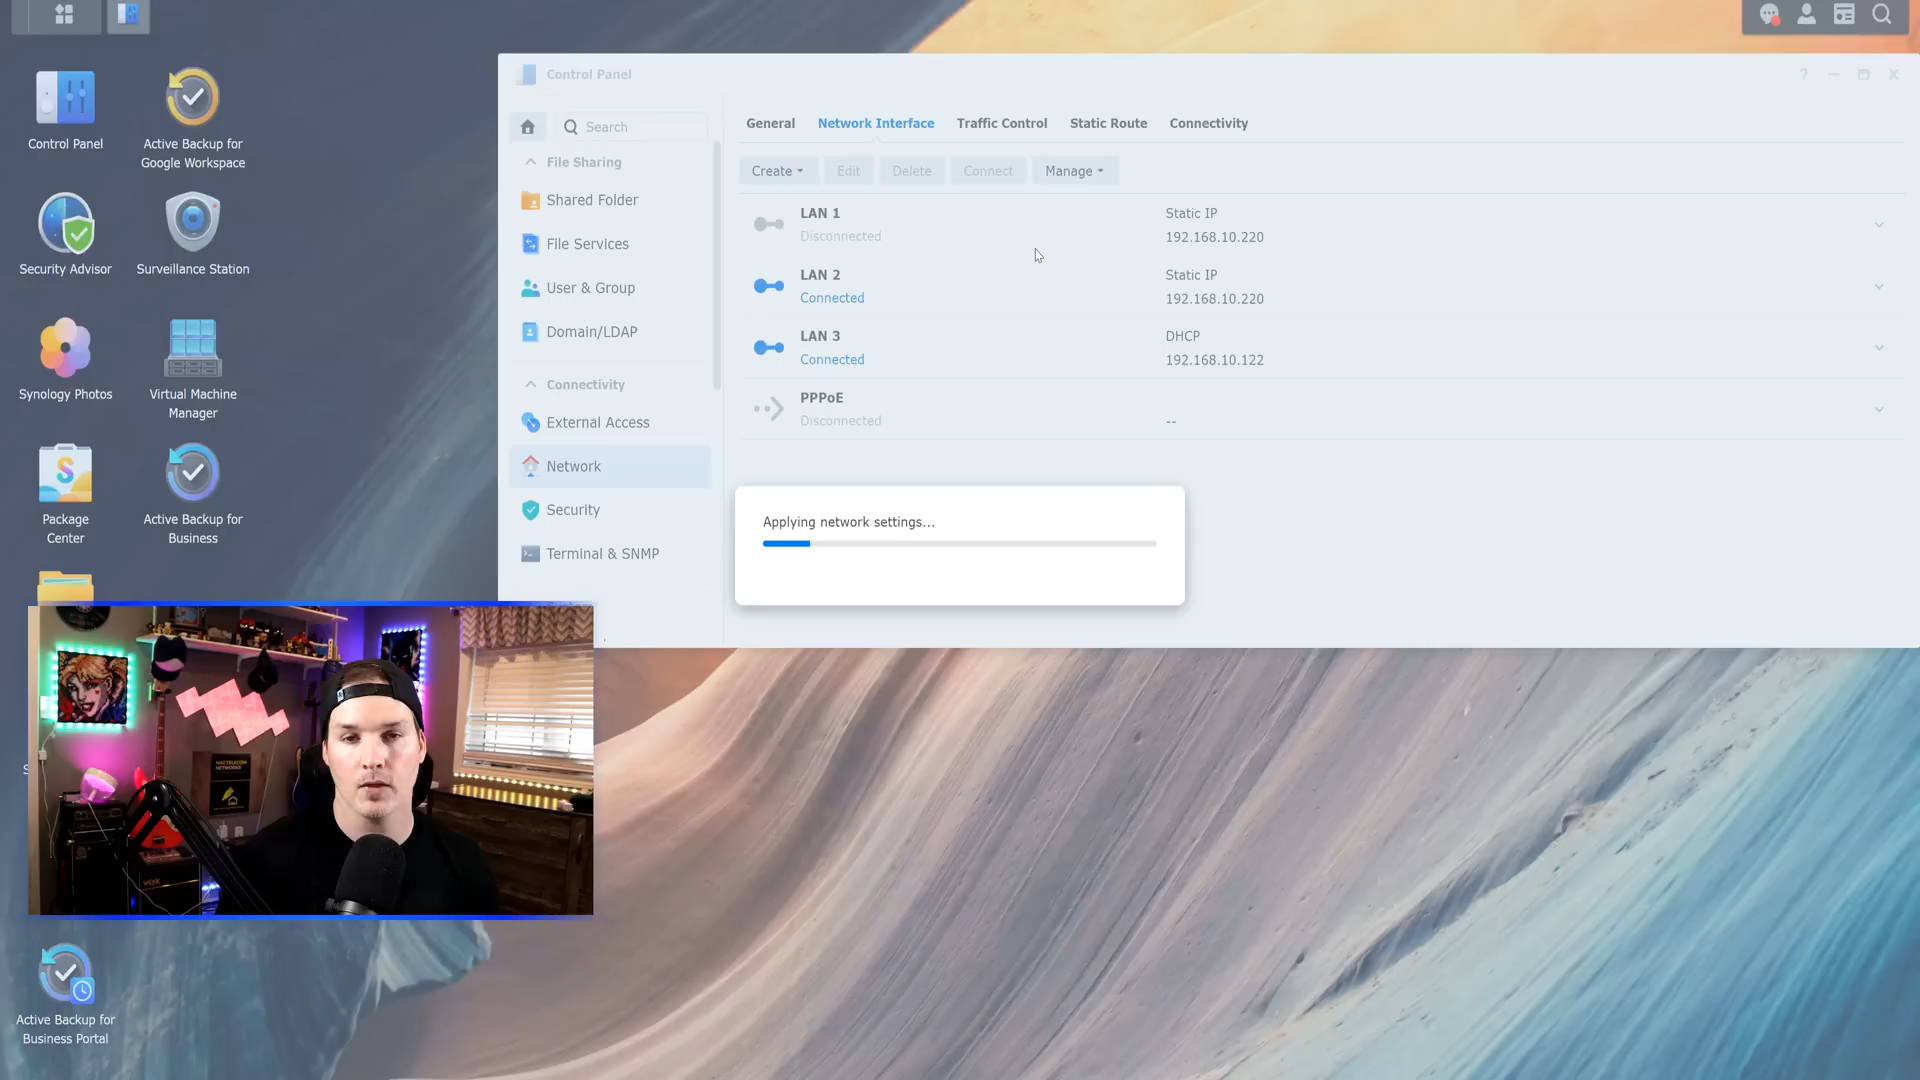 Control Panel
Active Backup for
Google Workspace
Security Advisor
Surveillance Station
Synology Photos
Virtual Machine
Manager
Package
Center
Active Backup for
Business
Active Backup for
Business Portal
Control Panel
Search
File Sharing
Shared Folder
File Services
User & Group
Domain/LDAP
Connectivity
External Access
Network
Security
Terminal & SNMP
General
Network Interface
Traffic Control
Static Route
Connectivity
Create
Edit
Delete
Connect
Manage
LAN 1
Disconnected
Static IP
192.168.10.220
LAN 2
Connected
Static IP
192.168.10.220
LAN 3
Connected
DHCP
192.168.10.122
PPPoE
Disconnected
--
Applying network settings...
MACTELECOM
NETWORKS
VOX